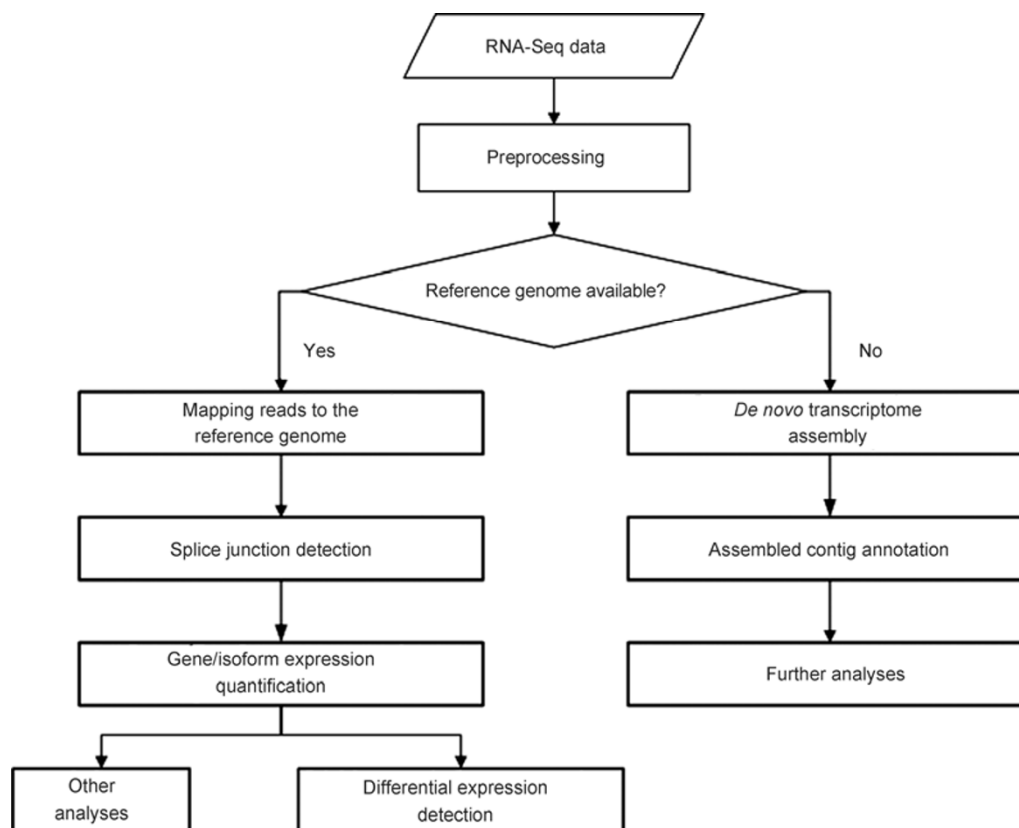 RNA-Seq data
Preprocessing
Reference genome available?
Yes
No
Mapping reads to the
reference genome
De novo transcriptome
assembly
Splice junction detection
Assembled contig annotation
Gene/isoform expression
quantification
Further analyses
Other
analyses
Differential expression
detection